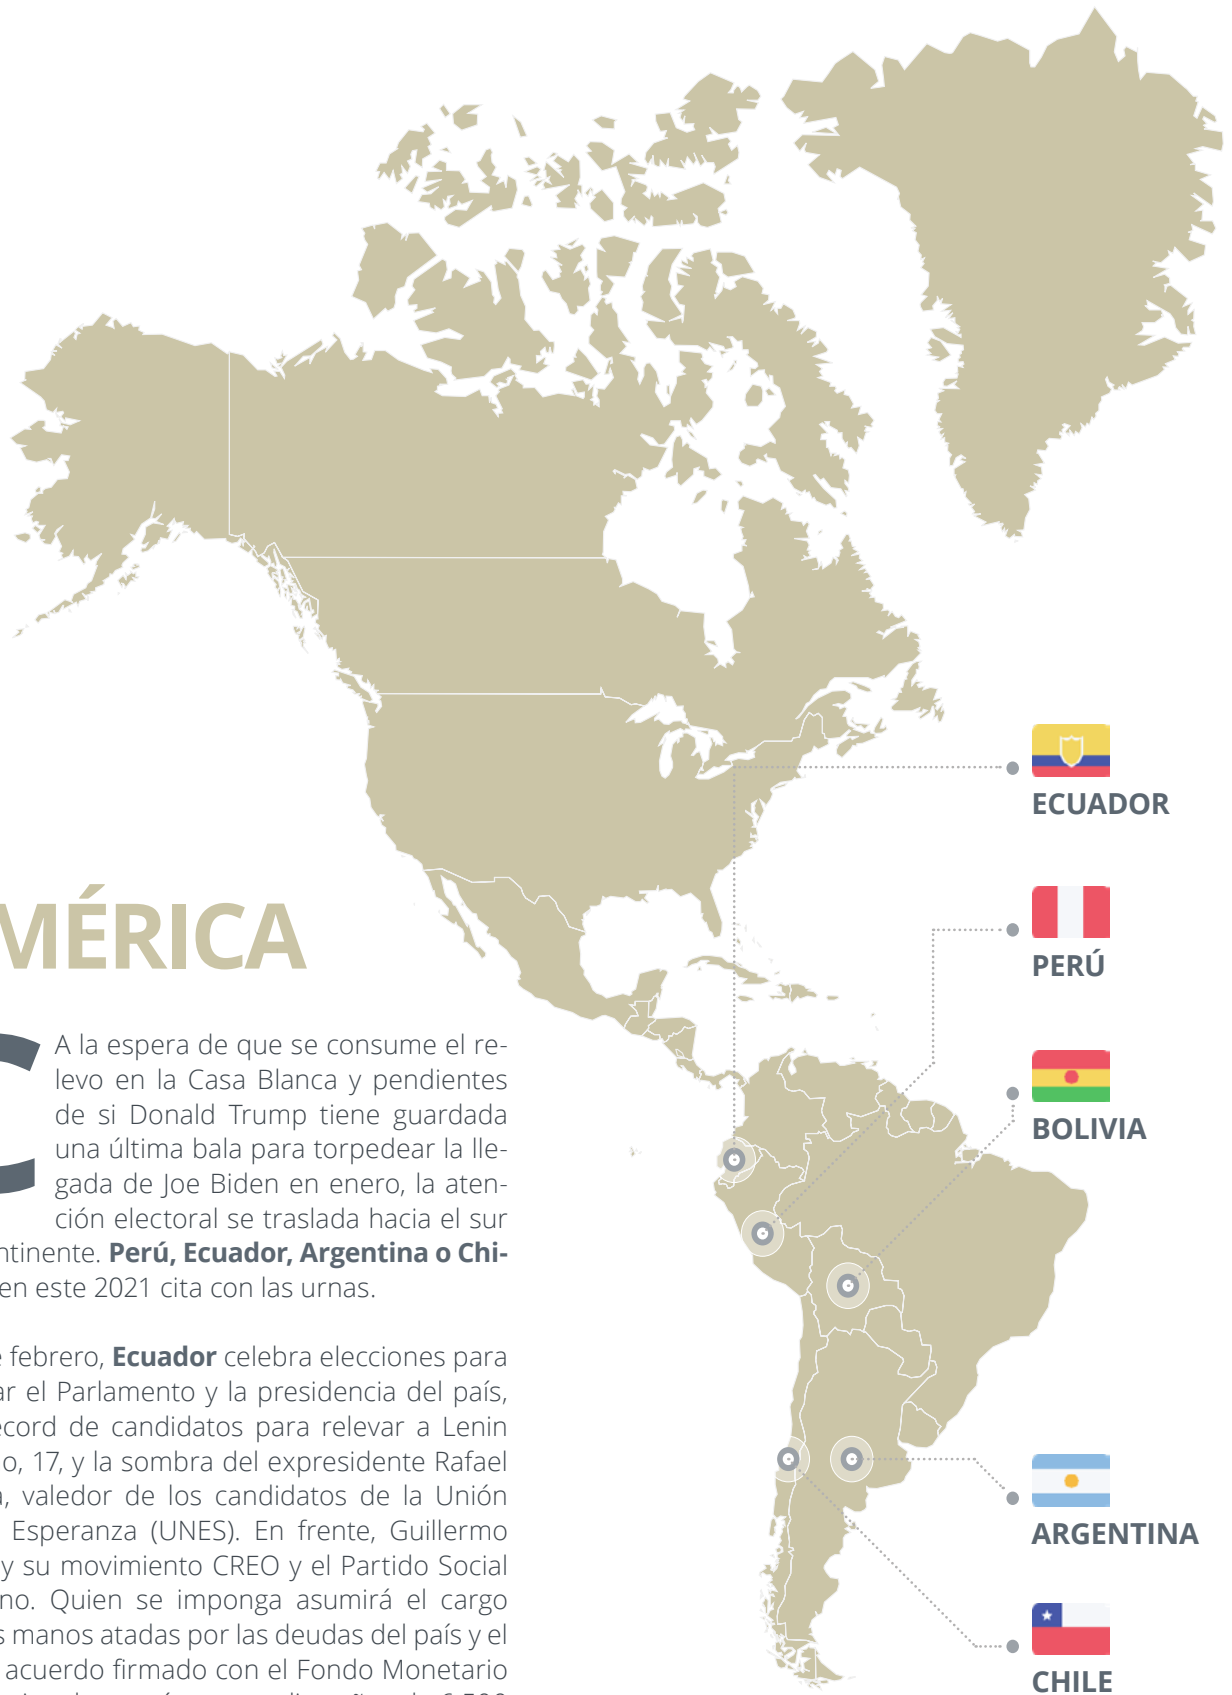 MÉRICA
C
A la espera de que se consume el re-
levo en la Casa Blanca y pendientes
de si Donald Trump tiene guardada
una última bala para torpedear la lle-
gada de Joe Biden en enero, la aten-
ción electoral se traslada hacia el sur
ntinente. Perú, Ecuador, Argentina o Chi-
en este 2021 cita con las urnas.
e febrero, Ecuador celebra elecciones para
ar el Parlamento y la presidencia del país,
écord de candidatos para relevar a Lenin
o, 17, y la sombra del expresidente Rafael
a, valedor de los candidatos de la Unión
Esperanza (UNES). En frente, Guillermo
y su movimiento CREO y el Partido Social
no. Quien se imponga asumirá el cargo
s manos atadas por las deudas del país y el
acuerdo firmado con el Fondo Monetario
ECUADOR
PERÚ
BOLIVIA
ARGENTINA
CHILE